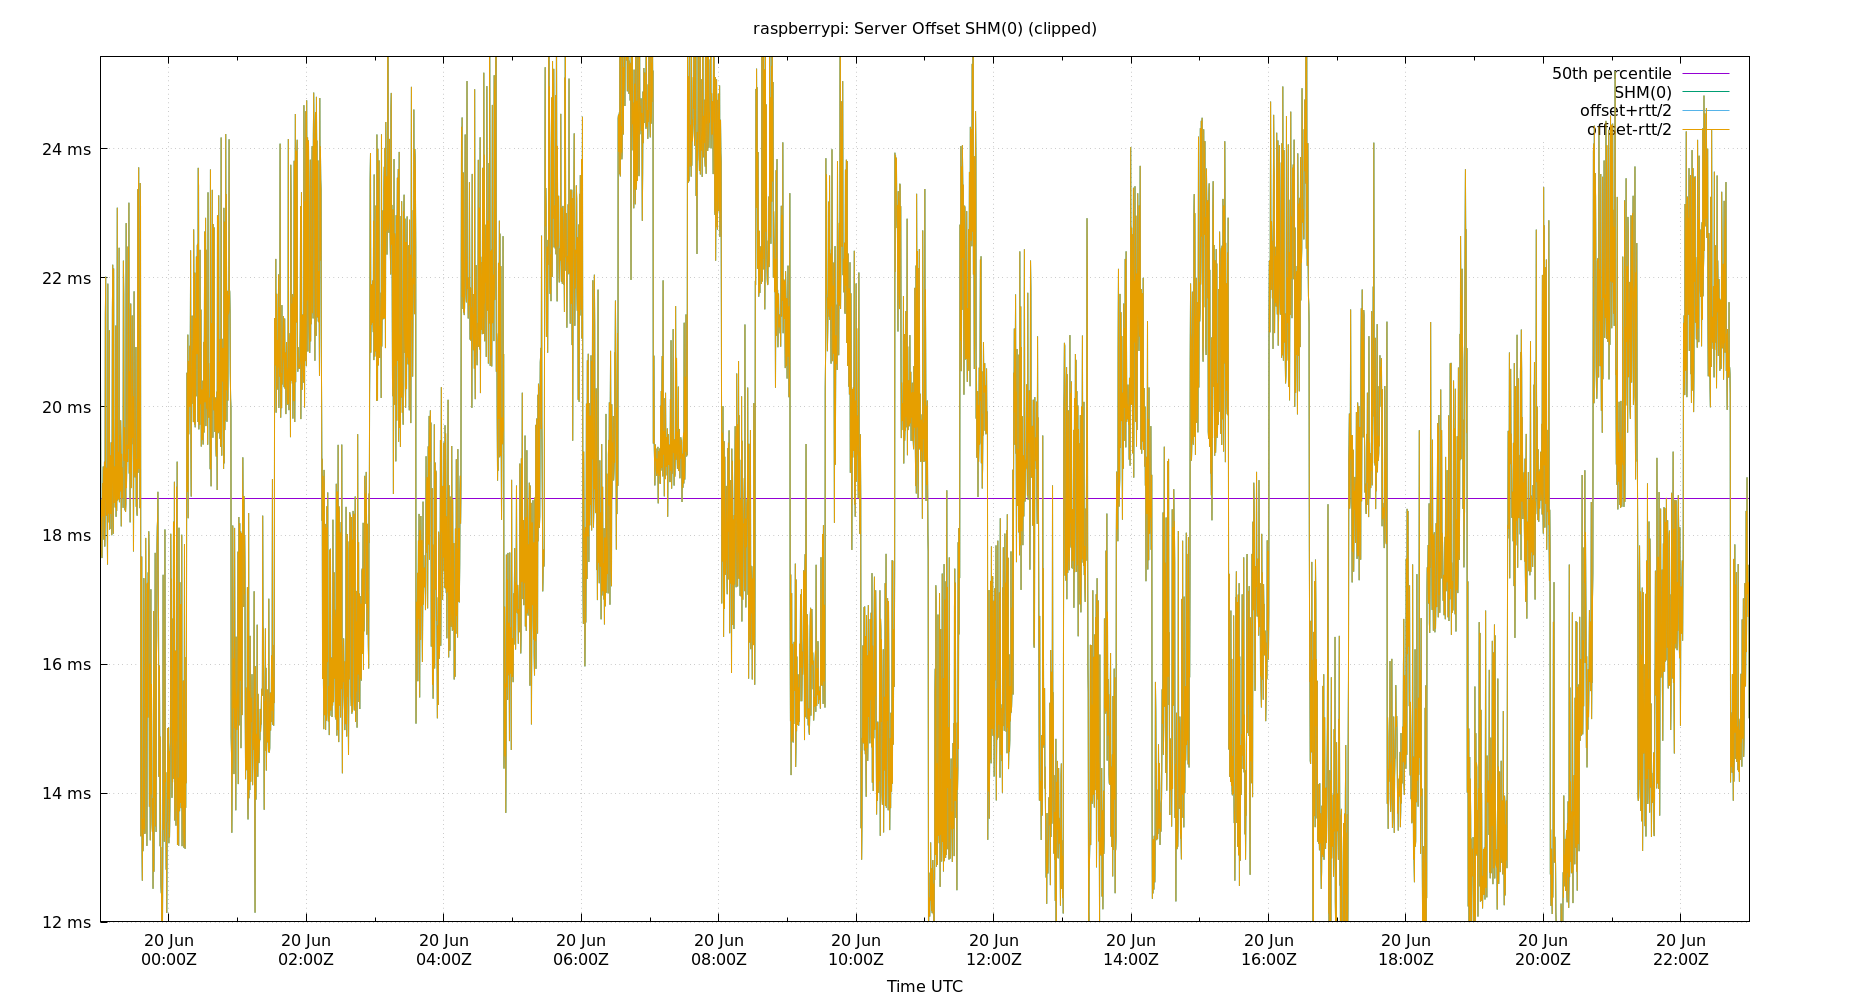 raspberrypi: Server Offset SHM(0) (clipped)
50th percentile
SHM(0)
offset+rtt/2
offset-rtt/2
24 ms
22 ms
20 ms
18 ms
16 ms
14 ms
12 ms
20 Jun 20 Jun 20 Jun 20 Jun 20 Jun 20 Jun 20 Jun 20 Jun 20 Jun 20 Jun 20 Jun 20 Jun
00:00Z 02:00Z 04:00Z 06:00Z 08:00Z 10:00Z 12:00Z 14:00Z 16:00Z 18:00Z 20:00Z 22:00Z
Time UTC